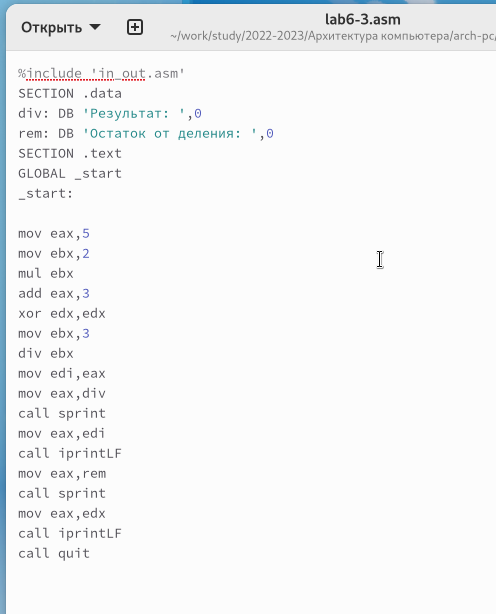 Открыть
lab6-3.asm
~/work/study/2022-2023/Архитектура компьютера/arch-pc/
%include 'in_out.asm'
SECTION .data
div: DB 'Результат: ',0
rem: DB 'Остаток от деления: ',0
SECTION .text
GLOBAL _start
_start:
mov eax,5
mov ebx,2
mul ebx
add eax,3
xor edx,edx
mov ebx,3
div ebx
mov edi,eax
mov eax,div
call sprint
mov eax,edi
call iprintLF
mov eax,rem
call sprint
mov eax,edx
call iprintLF
call quit